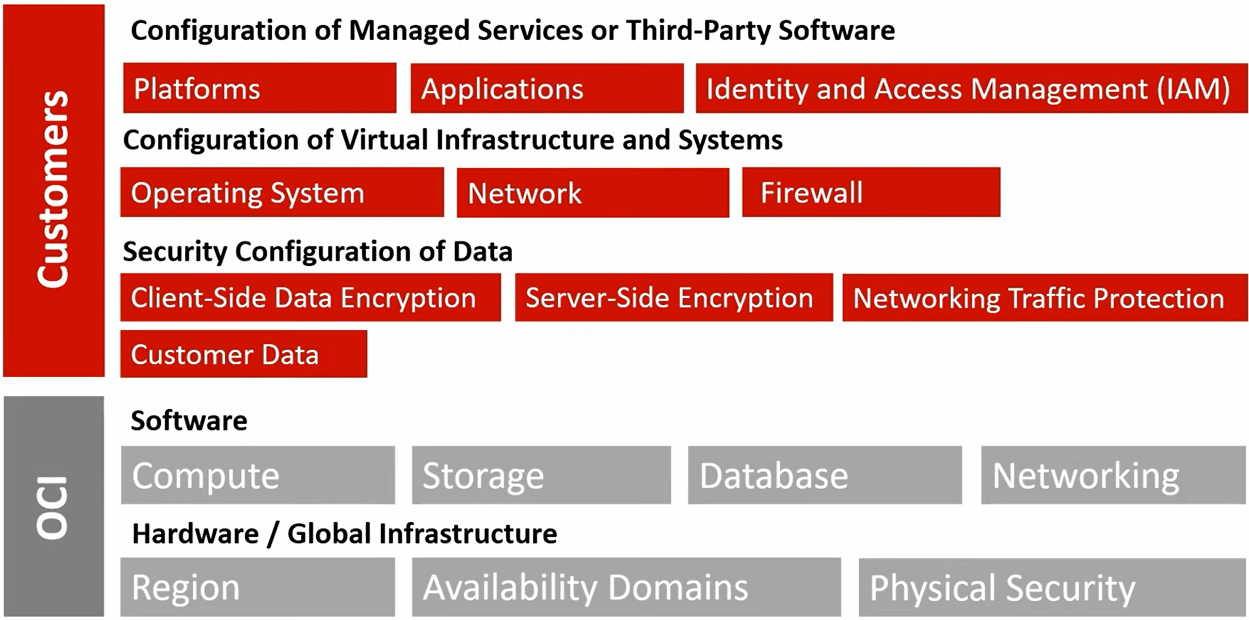 Customers
Configuration of Managed Services or Third-Party Software
Platforms
Applications
Identity and Access Management (IAM)
Configuration of Virtual Infrastructure and Systems
Operating System
Network
Firewall
Security Configuration of Data
Client-Side Data Encryption
Server-Side Encryption
Networking Traffic Protection
Customer Data
OCI
Software
Compute
Storage
Database
Networking
Hardware / Global Infrastructure
Region
Availability Domains
Physical Security